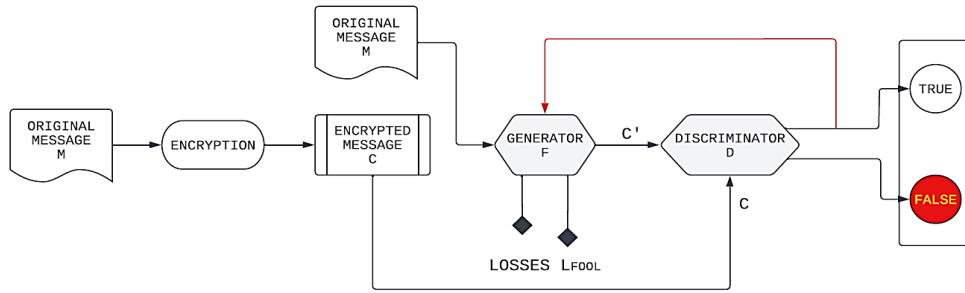 ORIGINAL
MESSAGE
M
ORIGINAL
MESSAGE
M
ENCRYPTION
ENCRYPTED
MESSAGE
C
GENERATOR
F
C'
DISCRIMINATOR
D
C
TRUE
FALSE
LOSSES LFOOL